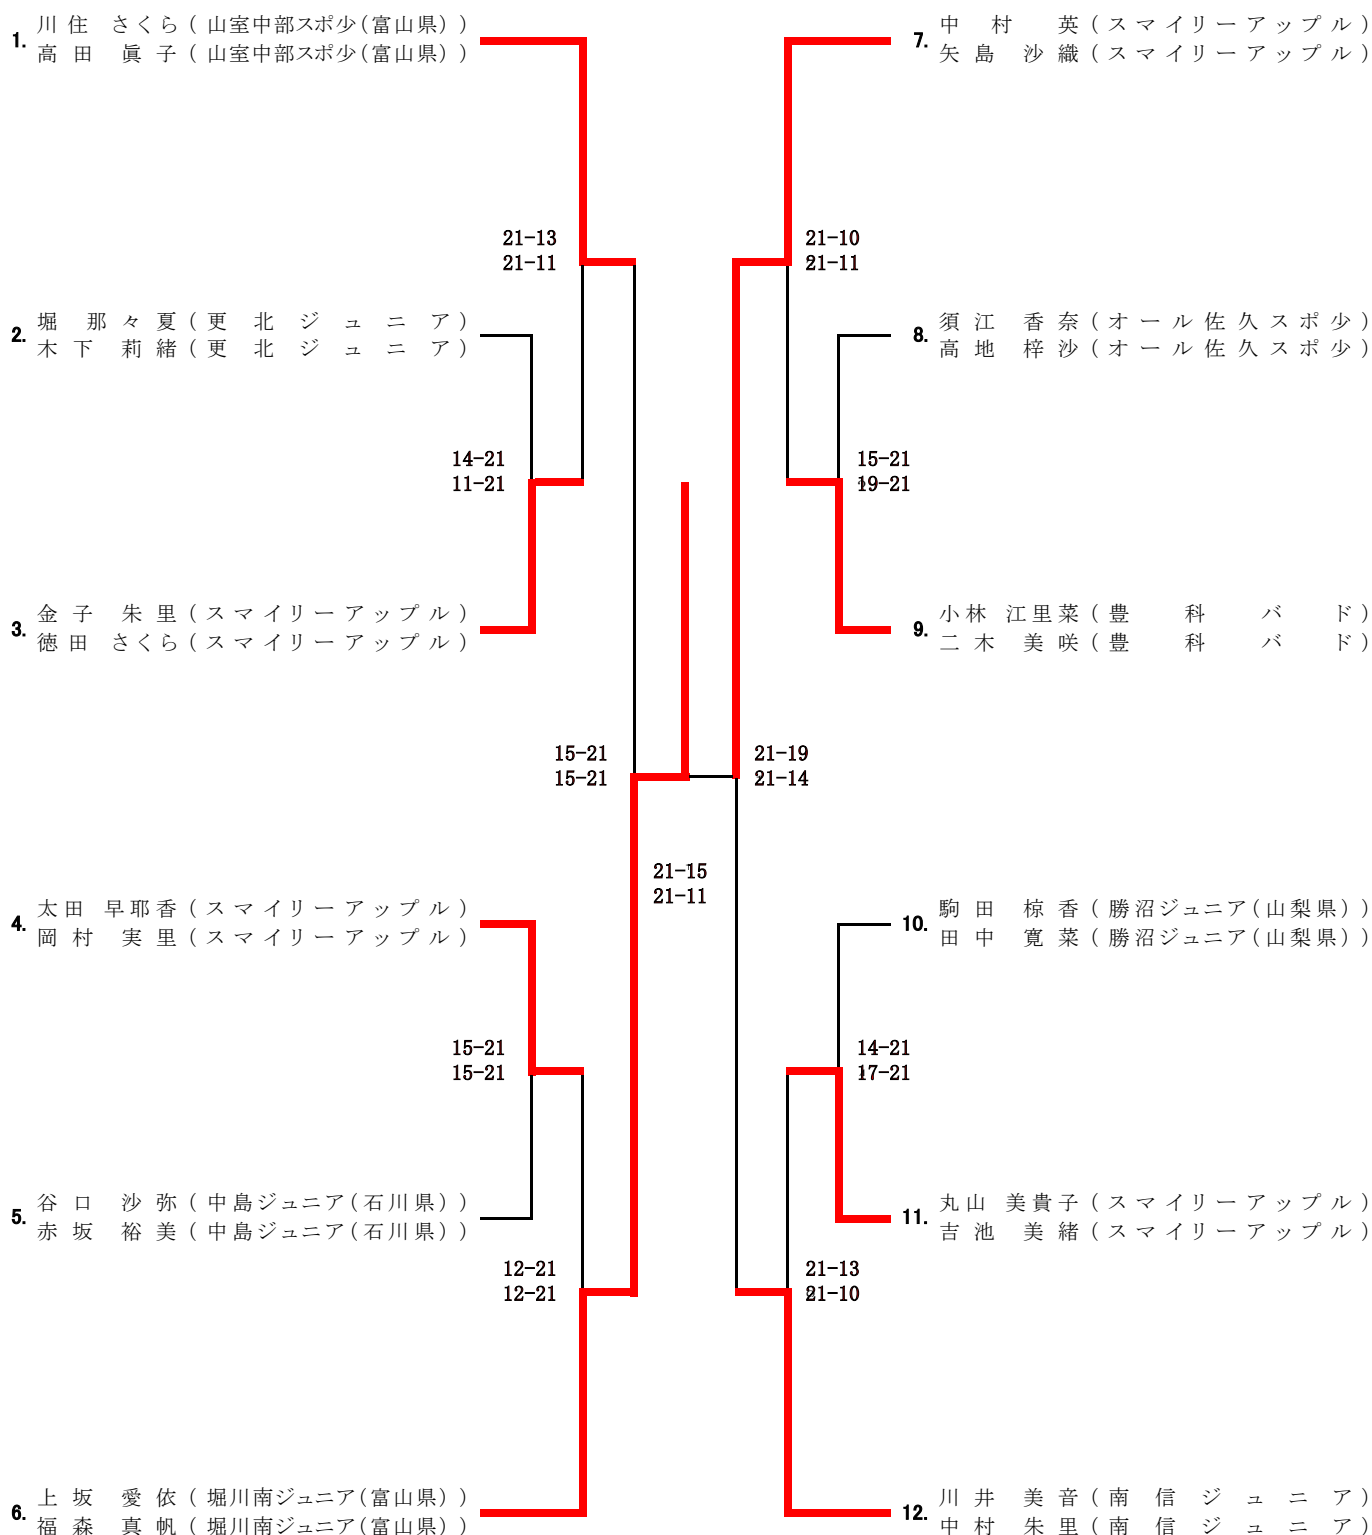 1. 川住 さくら ( 山室中部スポ少(富山県) )
高田 眞子 ( 山室中部スポ少(富山県) )
21-13
21-11
2. 堀 那々夏 ( 更北ジュニア )
木下 莉緒 ( 更北ジュニア )
14-21
11-21
3. 金子 朱里 ( スマイリーアップル )
徳田 さくら ( スマイリーアップル )
15-21
15-21
21-15
21-11
4. 太田 早耶香 ( スマイリーアップル )
岡村 実里 ( スマイリーアップル )
15-21
15-21
5. 谷口 沙弥 ( 中島ジュニア(石川県) )
赤坂 裕美 ( 中島ジュニア(石川県) )
12-21
12-21
6. 上坂 愛依 ( 堀川南ジュニア(富山県) )
福森 真帆 ( 堀川南ジュニア(富山県) )
7. 中村 英 ( スマイリーアップル )
矢島 沙織 ( スマイリーアップル )
21-10
21-11
8. 須江 香奈 ( オール佐久スポ少 )
高地 梓沙 ( オール佐久スポ少 )
15-21
19-21
9. 小林 江里菜 ( 豊科バド )
二木 美咲 ( 豊科バド )
21-19
21-14
10. 駒田 椋香 ( 勝沼ジュニア(山梨県) )
田中 寛菜 ( 勝沼ジュニア(山梨県) )
14-21
17-21
11. 丸山 美貴子 ( スマイリーアップル )
吉池 美緒 ( スマイリーアップル )
21-13
21-10
12. 川井 美音 ( 南信ジュニア )
中村 朱里 ( 南信ジュニア )